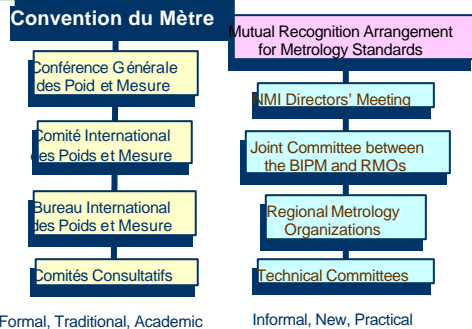 Convention du Mètre
Conférence Générale
des Poid et Mesure
Comité International
des Poids et Mesure
Bureau International
des Poids et Mesure
Comités Consultatifs
Formal, Traditional, Academic
Mutual Recognition Arrangement
for Metrology Standards
NMI Directors' Meeting
Joint Committee between
the BIPM and RMOs
Regional Metrology
Organizations
Technical Committees
Informal, New, Practical